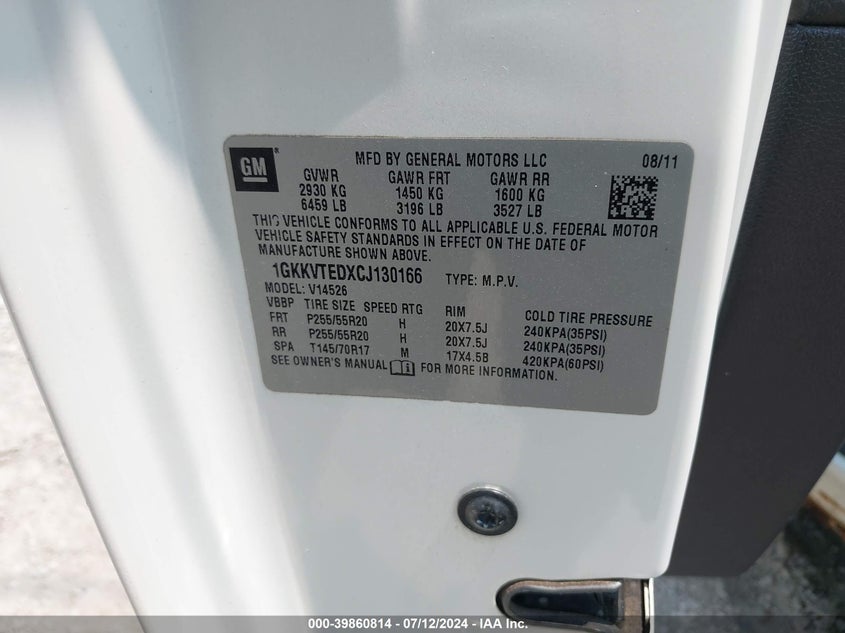 GM
MFD BY GENERAL MOTORS LLC 08/11
GVWR GAWR FRT GAWR RR
2930 KG 1450 KG 1600 KG
6459 LB 3196 LB 3527 LB
THIS VEHICLE CONFORMS TO ALL APPLICABLE U.S. FEDERAL MOTOR
VEHICLE SAFETY STANDARDS IN EFFECT ON THE DATE OF
MANUFACTURE SHOWN ABOVE.
1GKKVTEDXCJ130166 TYPE: M.P.V.
MODEL: V14526
VBBP TIRE SIZE SPEED RTG RIM COLD TIRE PRESSURE
FRT P255/55R20 H 20X7.5J 240KPA(35PSI)
RR P255/55R20 H 20X7.5J 240KPA(35PSI)
SPA T145/70R17 M 17X4.5B 420KPA(60PSI)
SEE OWNER'S MANUAL FOR MORE INFORMATION.
000-39860814 - 07/12/2024 - IAA Inc.